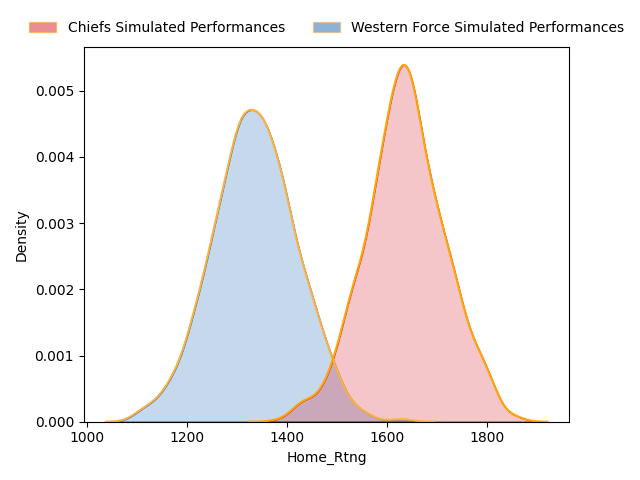 Chiefs Simulated Performances
Western Force Simulated Performances
Density
0.005
0.004
0.003
0.002
0.001
0.000
1000
1200
1400
1600
1800
Home_Rtng